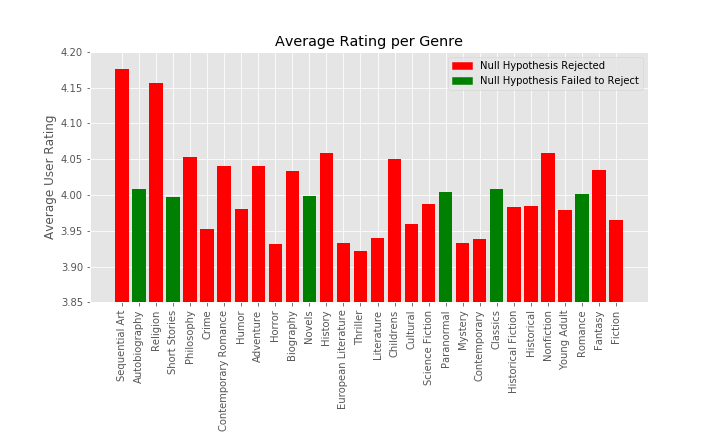 Average Rating per Genre
Null Hypothesis Rejected
Null Hypothesis Failed to Reject
Average User Rating
4.20
4.15
4.10
4.05
4.00
3.95
3.90
3.85
Sequential Art
Autobiography
Religion
Short Stories
Philosophy
Crime
Contemporary Romance
Humor
Adventure
Horror
Biography
Novels
History
European Literature
Thriller
Literature
Childrens
Cultural
Science Fiction
Paranormal
Mystery
Contemporary
Classics
Historical Fiction
Historical
Nonfiction
Young Adult
Romance
Fantasy
Fiction